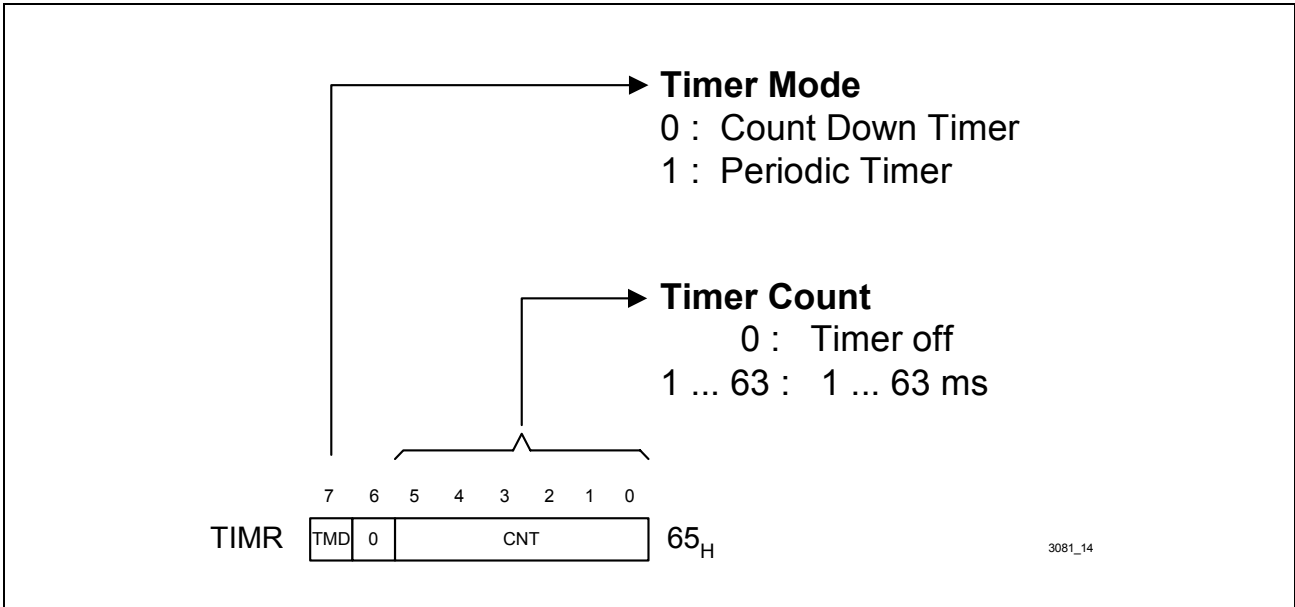 Timer Mode
0 : Count Down Timer
1 : Periodic Timer
Timer Count
0 : Timer off
1 ... 63 : 1 ... 63 ms
7 6 5 4 3 2 1 0
TIMR TMD 0 CNT 65H
3081_14